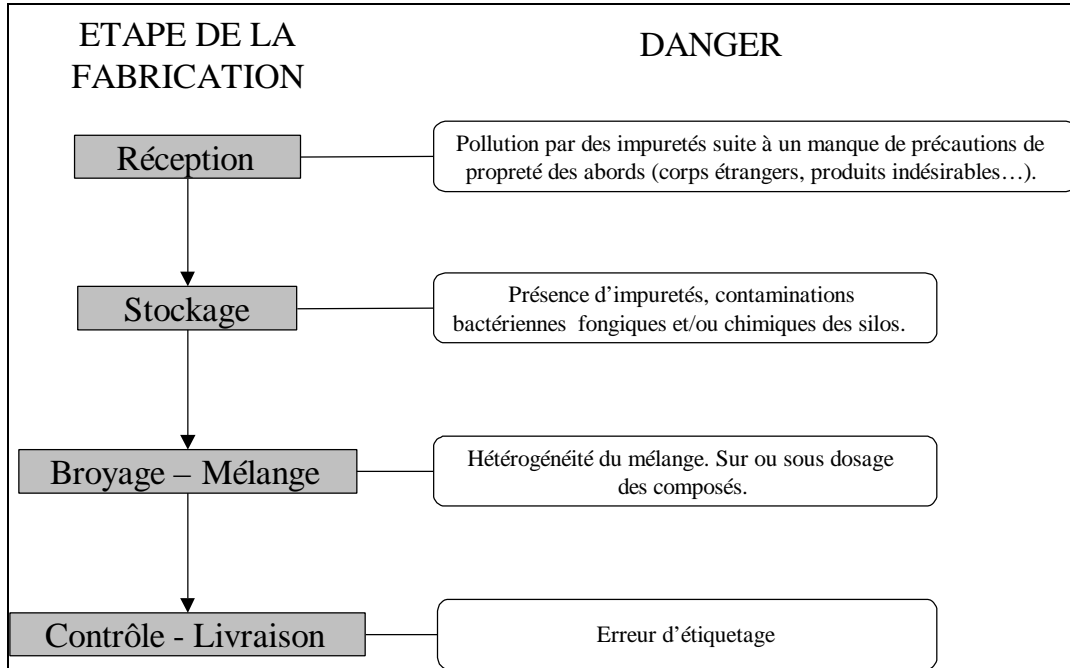 ETAPE DE LA
FABRICATION
DANGER
Réception
Pollution par des impuretés suite à un manque de précautions de
propreté des abords (corps étrangers, produits indésirables…).
Stockage
Présence d’impuretés, contaminations
bactériennes fongiques et/ou chimiques des silos.
Broyage – Mélange
Hétérogénéité du mélange. Sur ou sous dosage
des composés.
Contrôle - Livraison
Erreur d’étiquetage